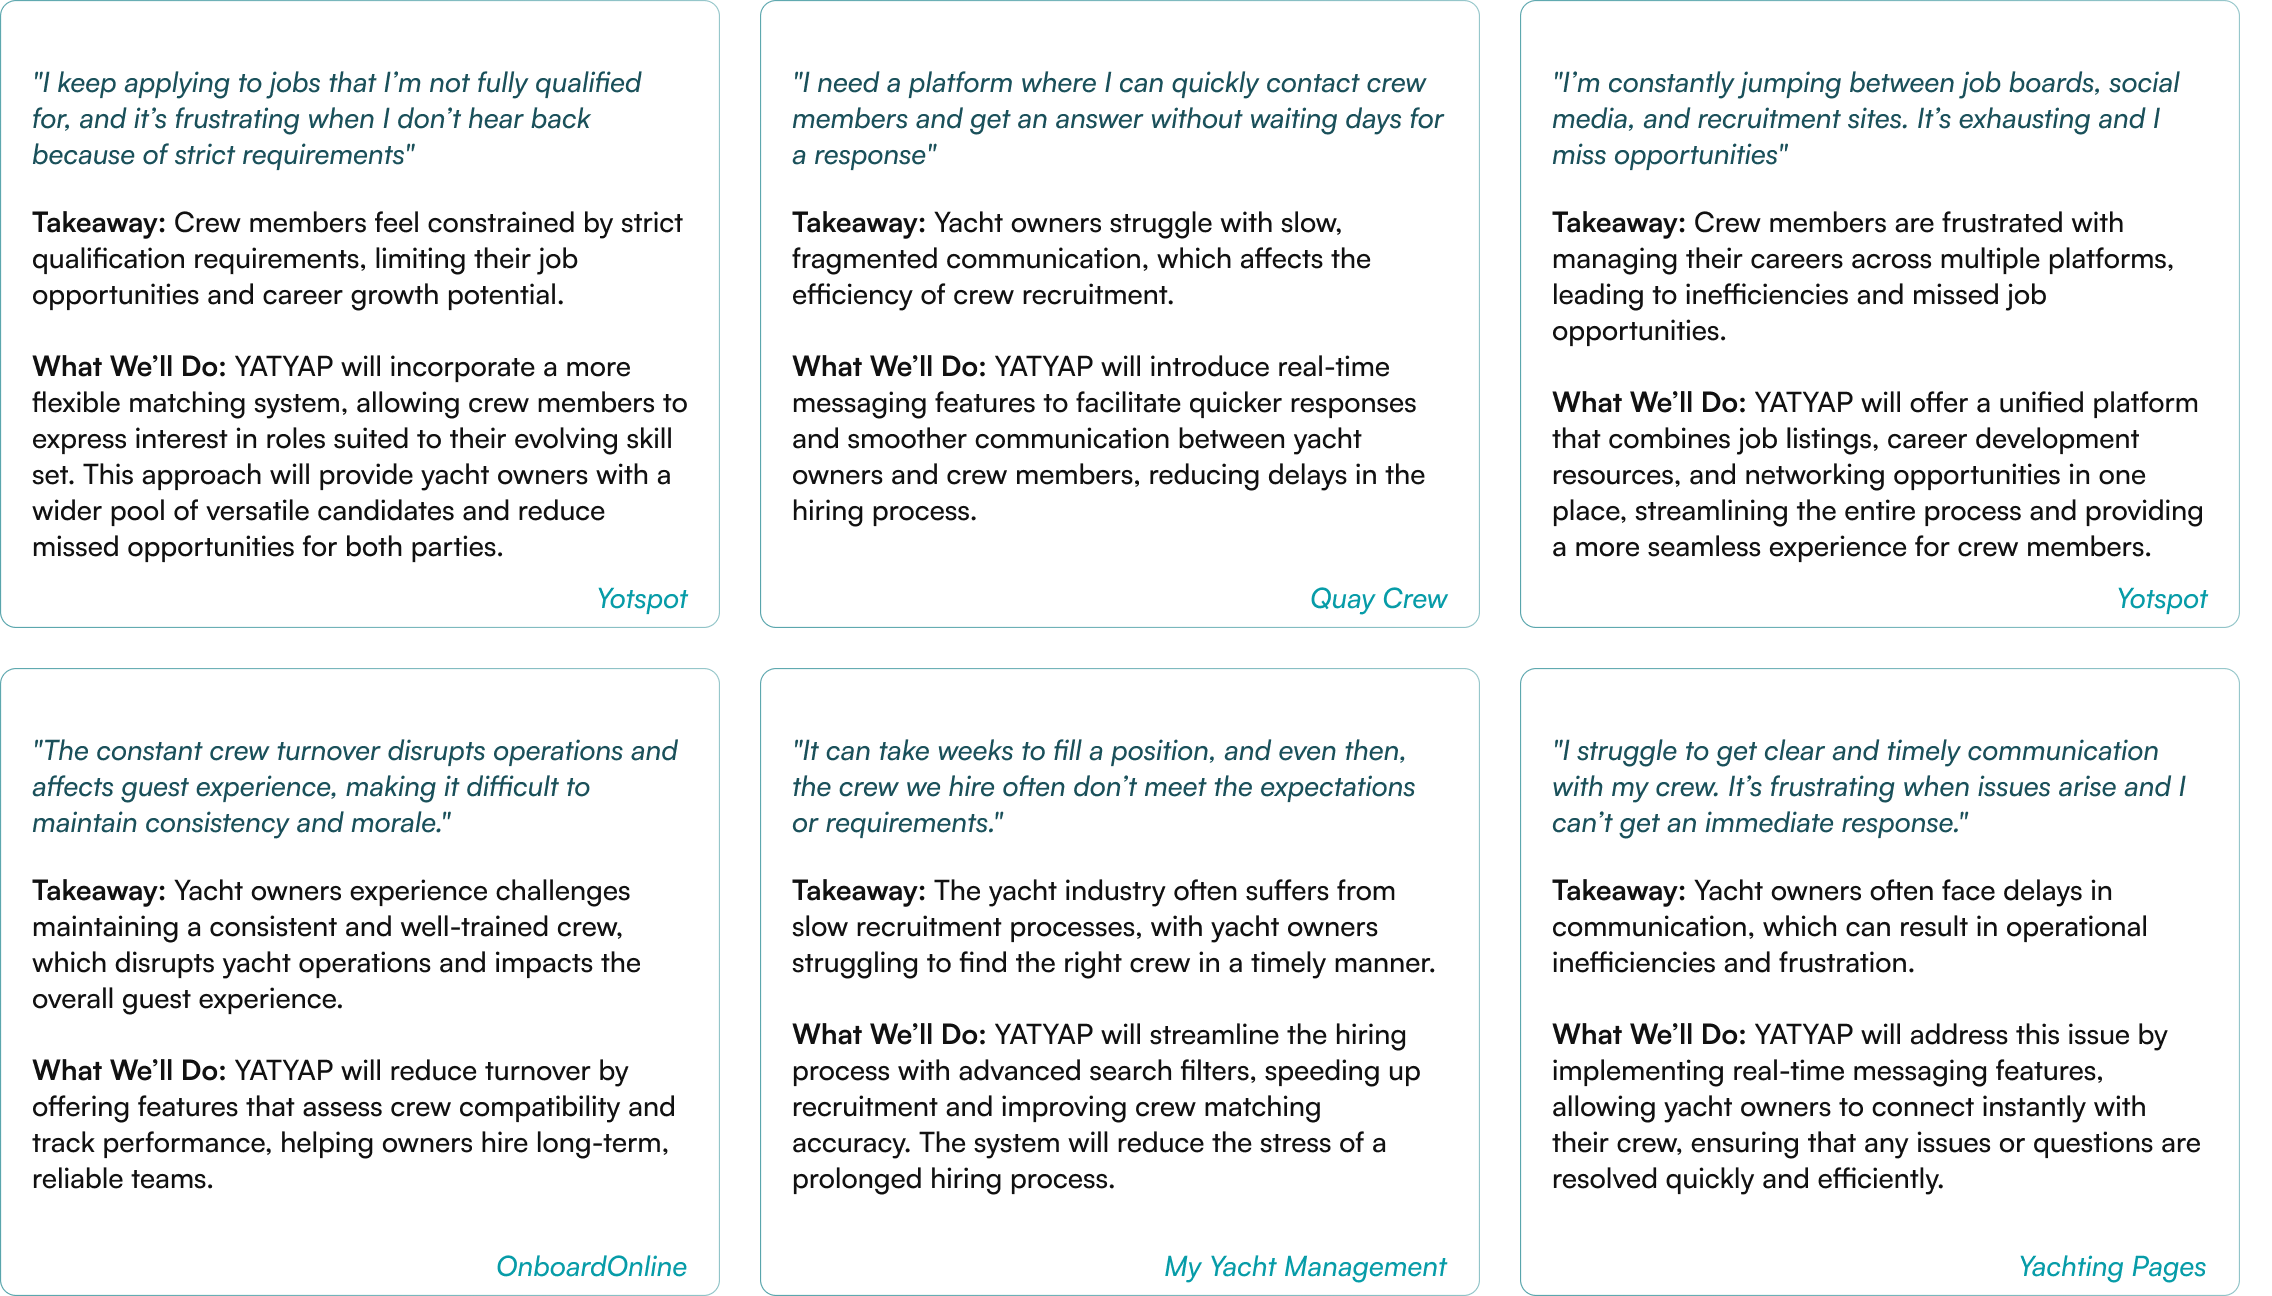 "I keep applying to jobs that I’m not fully qualified
for, and it’s frustrating when I don’t hear back
because of strict requirements"
Takeaway: Crew members feel constrained by strict
qualification requirements, limiting their job
opportunities and career growth potential.
What We’ll Do: YATYAP will incorporate a more
flexible matching system, allowing crew members to
express interest in roles suited to their evolving skill
set. This approach will provide yacht owners with a
wider pool of versatile candidates and reduce
missed opportunities for both parties.
Yotspot
"I need a platform where I can quickly contact crew
members and get an answer without waiting days for
a response"
Takeaway: Yacht owners struggle with slow,
fragmented communication, which affects the
efficiency of crew recruitment.
What We’ll Do: YATYAP will introduce real-time
messaging features to facilitate quicker responses
and smoother communication between yacht
owners and crew members, reducing delays in the
hiring process.
Quay Crew
"I’m constantly jumping between job boards, social
media, and recruitment sites. It’s exhausting and I
miss opportunities"
Takeaway: Crew members are frustrated with
managing their careers across multiple platforms,
leading to inefficiencies and missed job
opportunities.
What We’ll Do: YATYAP will offer a unified platform
that combines job listings, career development
resources, and networking opportunities in one
place, streamlining the entire process and providing
a more seamless experience for crew members.
Yotspot
"The constant crew turnover disrupts operations and
affects guest experience, making it difficult to
maintain consistency and morale."
Takeaway: Yacht owners experience challenges
maintaining a consistent and well-trained crew,
which disrupts yacht operations and impacts the
overall guest experience.
What We’ll Do: YATYAP will reduce turnover by
offering features that assess crew compatibility and
track performance, helping owners hire long-term,
reliable teams.
OnboardOnline
"It can take weeks to fill a position, and even then,
the crew we hire often don’t meet the expectations
or requirements."
Takeaway: The yacht industry often suffers from
slow recruitment processes, with yacht owners
struggling to find the right crew in a timely manner.
What We’ll Do: YATYAP will streamline the hiring
process with advanced search filters, speeding up
recruitment and improving crew matching
accuracy. The system will reduce the stress of a
prolonged hiring process.
My Yacht Management
"I struggle to get clear and timely communication
with my crew. It’s frustrating when issues arise and I
can’t get an immediate response."
Takeaway: Yacht owners often face delays in
communication, which can result in operational
inefficiencies and frustration.
What We’ll Do: YATYAP will address this issue by
implementing real-time messaging features,
allowing yacht owners to connect instantly with
their crew, ensuring that any issues or questions are
resolved quickly and efficiently.
Yachting Pages